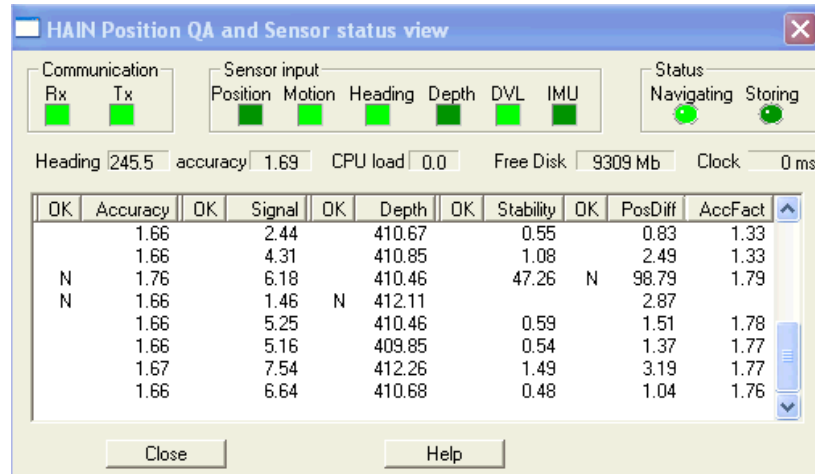 HAIN Position QA and Sensor status view
Communication Sensor input Status
Rx Tx Position Motion Heading Depth DVL IMU Navigating Storing
Heading 245.5 accuracy 1.69 CPU load 0.0 Free Disk 9309 Mb Clock 0 ms
OK Accuracy OK Signal OK Depth OK Stability OK PosDiff AccFact
1.66 2.44 410.67 0.55 0.83 1.33
1.66 4.31 410.85 1.08 2.49 1.33
N 1.76 6.18 410.46 47.26 N 98.79 1.79
N 1.66 1.46 N 412.11 2.87
1.66 5.25 410.46 0.59 1.51 1.78
1.66 5.16 409.85 0.54 1.37 1.77
1.67 7.54 412.26 1.49 3.19 1.77
1.66 6.64 410.68 0.48 1.04 1.76
Close Help